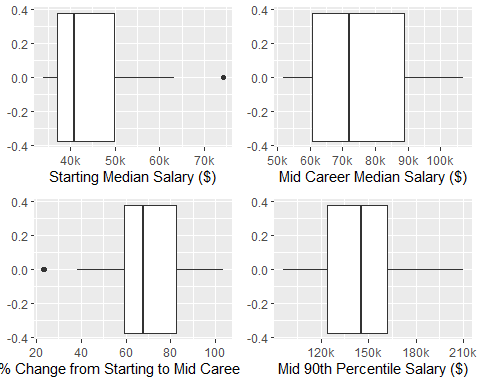 0.4
0.2
0.0
-0.2
-0.4
40k 50k 60k 70k
Starting Median Salary ($)
0.4
0.2
0.0
-0.2
-0.4
50k 60k 70k 80k 90k 100k
Mid Career Median Salary ($)
0.4
0.2
0.0
-0.2
-0.4
20 40 60 80 100
% Change from Starting to Mid Caree
0.4
0.2
0.0
-0.2
-0.4
120k 150k 180k 210k
Mid 90th Percentile Salary ($)